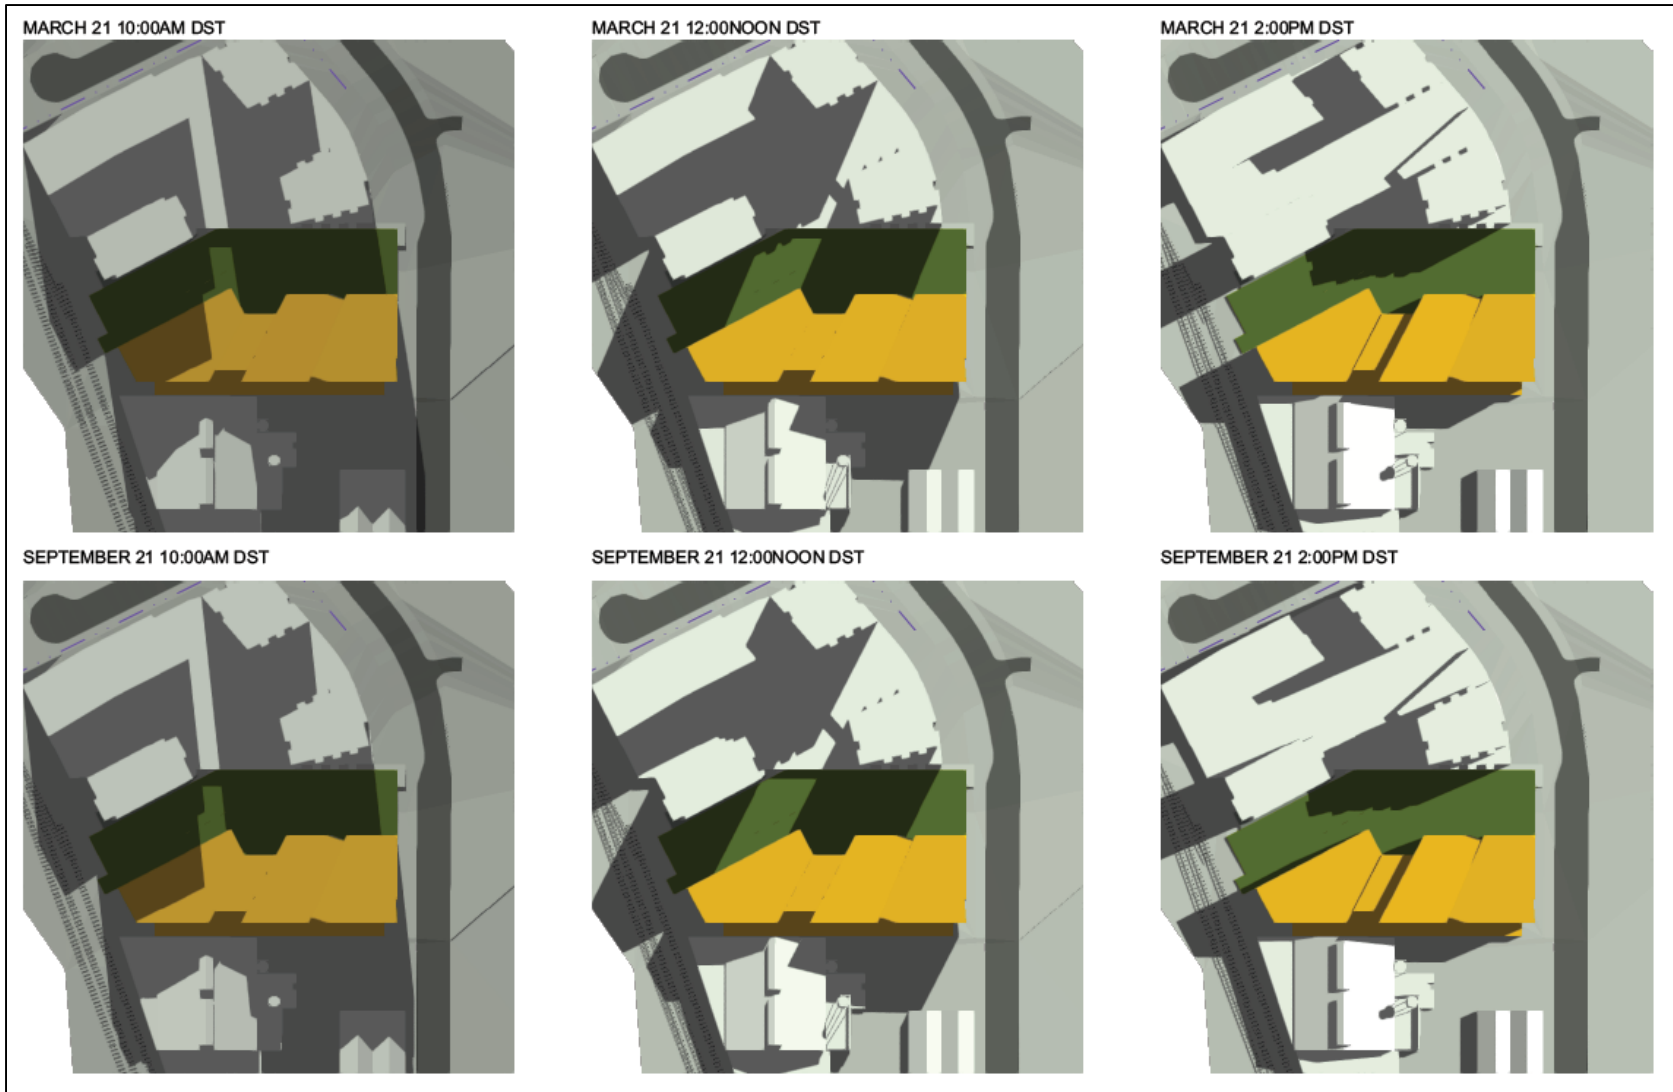 MARCH 21 10:00AM DST
MARCH 21 12:00NOON DST
MARCH 21 2:00PM DST
SEPTEMBER 21 10:00AM DST
SEPTEMBER 21 12:00NOON DST
SEPTEMBER 21 2:00PM DST